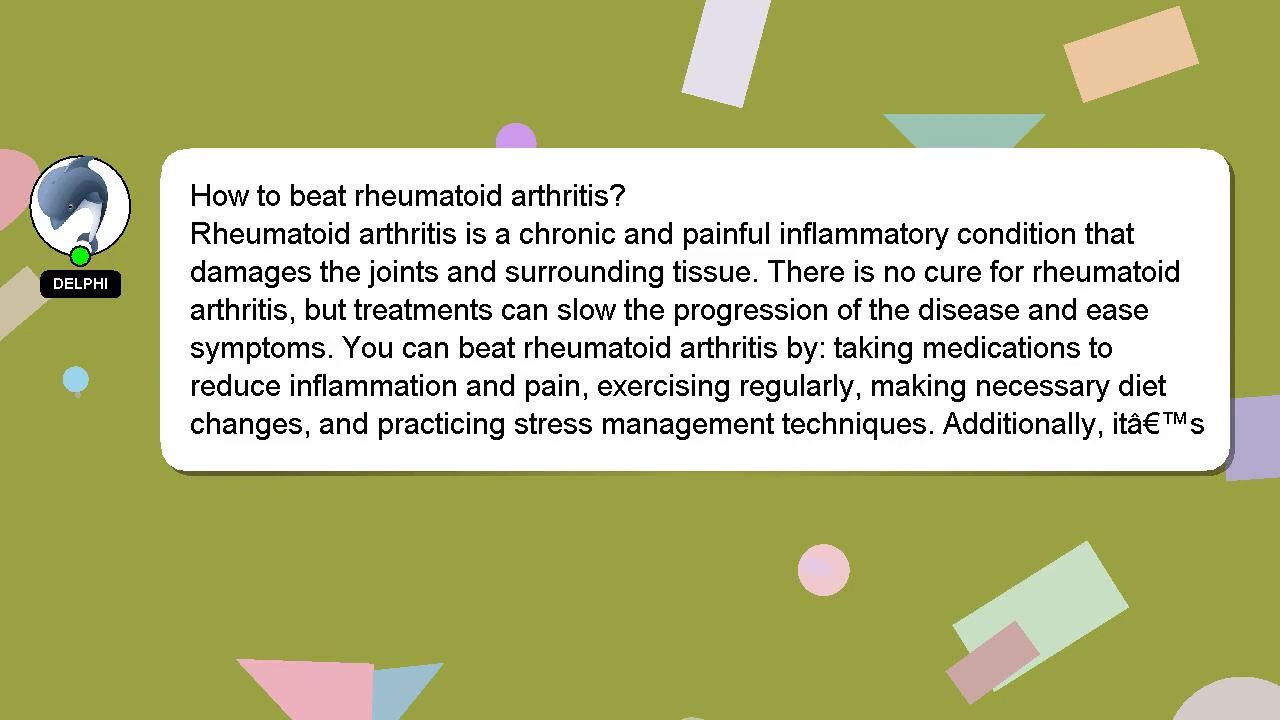 How to beat rheumatoid arthritis?
Rheumatoid arthritis is a chronic and painful inflammatory condition that
damages the joints and surrounding tissue. There is no cure for rheumatoid
arthritis, but treatments can slow the progression of the disease and ease
symptoms. You can beat rheumatoid arthritis by: taking medications to
reduce inflammation and pain, exercising regularly, making necessary diet
changes, and practicing stress management techniques. Additionally, itâ€™s
DELPHI